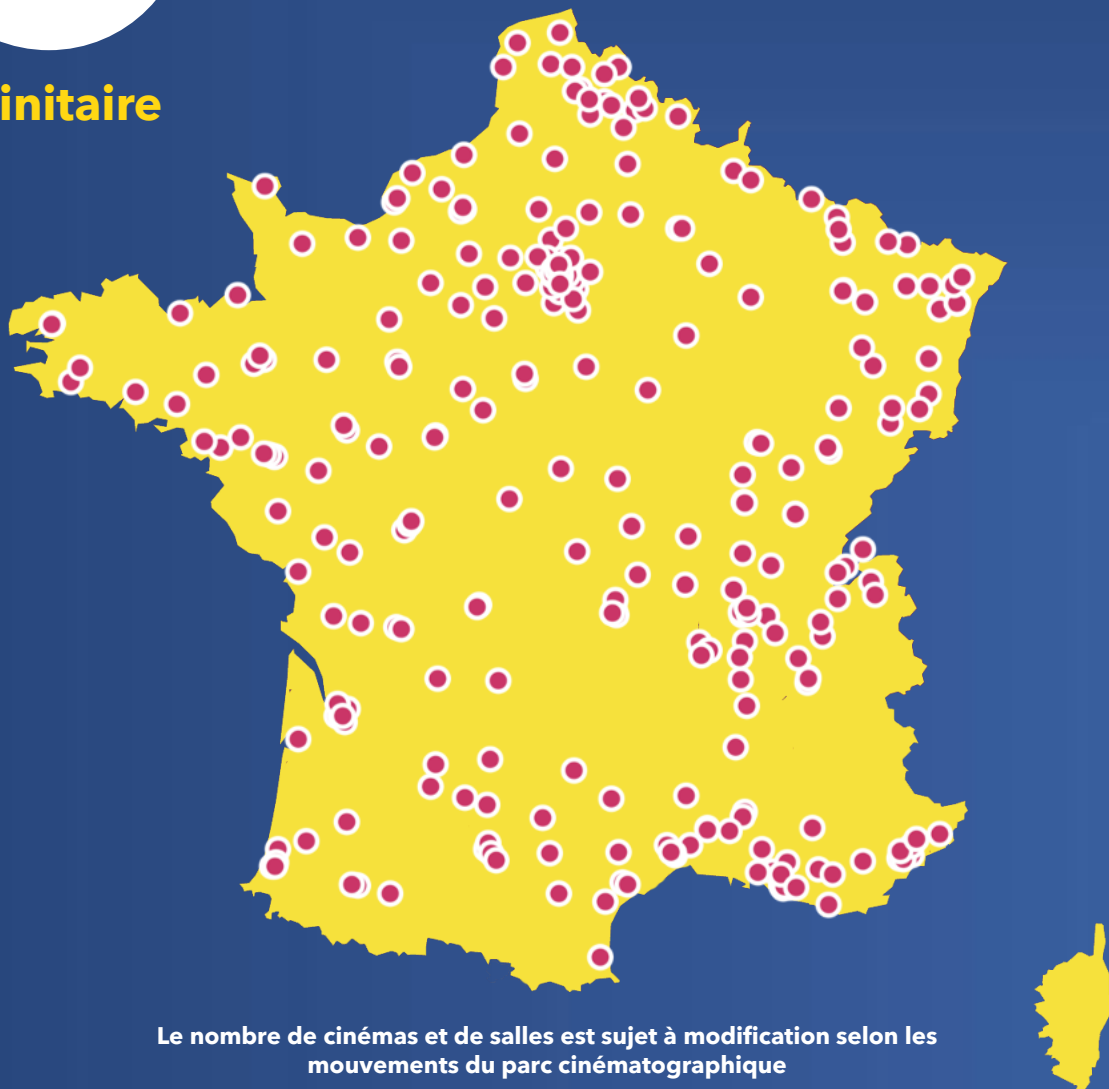 initaire
Le nombre de cinémas et de salles est sujet à modification selon les
mouvements du parc cinématographique